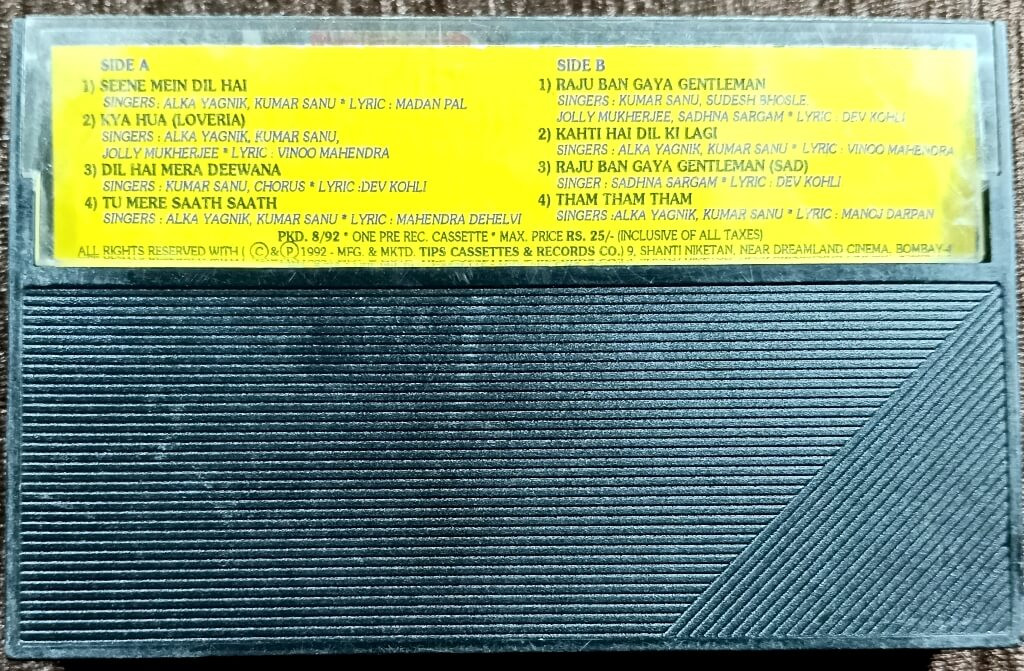 SIDE A
1) SEENE MEIN DIL HAI
SINGERS : ALKA YAGNIK, KUMAR SANU * LYRIC : MADAN PAL
2) KYA HUA (LOVERIA)
SINGERS : ALKA YAGNIK, KUMAR SANU,
JOLLY MUKHERJEE * LYRIC : VINOO MAHENDRA
3) DIL HAI MERA DEEWANA
SINGERS : KUMAR SANU, CHORUS * LYRIC :DEV KOHLI
4) TU MERE SAATH SAATH
SINGERS : ALKA YAGNIK, KUMAR SANU * LYRIC : MAHENDRA DEHELVI
SIDE B
1) RAJU BAN GAYA GENTLEMAN
SINGERS : KUMAR SANU, SUDESH BHOSLE,
JOLLY MUKHERJEE, SADHNA SARGAM * LYRIC : DEV KOHLI
2) KAHTI HAI DIL KI LAGI
SINGERS : ALKA YAGNIK, KUMAR SANU * LYRIC : VINOO MAHENDRA
3) RAJU BAN GAYA GENTLEMAN (SAD)
SINGER : SADHNA SARGAM * LYRIC : DEV KOHLI
4) THAM THAM THAM
SINGERS :ALKA YAGNIK, KUMAR SANU * LYRIC : MANOJ DARPAN
PKD. 8/92 * ONE PRE REC. CASSETTE * MAX. PRICE RS. 25/- (INCLUSIVE OF ALL TAXES)
ALL RIGHTS RESERVED WITH ( ©&℗1992 - MFG. & MKTD. TIPS CASSETTES & RECORDS CO.) 9, SHANTI NIKETAN, NEAR DREAMLAND CINEMA, BOMBAY-4